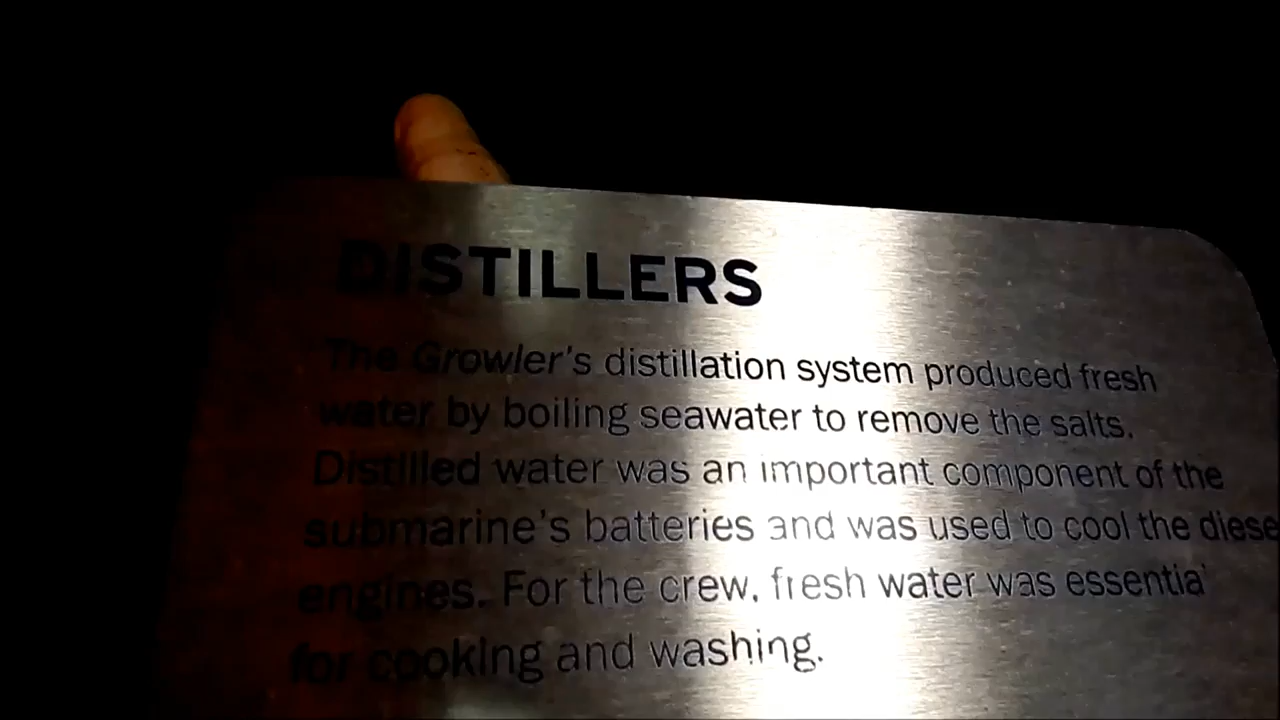 DISTILLERS
The Growler's distillation system produced fresh
water by boiling seawater to remove the salts.
Distilled water was an important component of the
submarine's batteries and was used to cool the diese
engines. For the crew, fresh water was essentia
for cooking and washing.